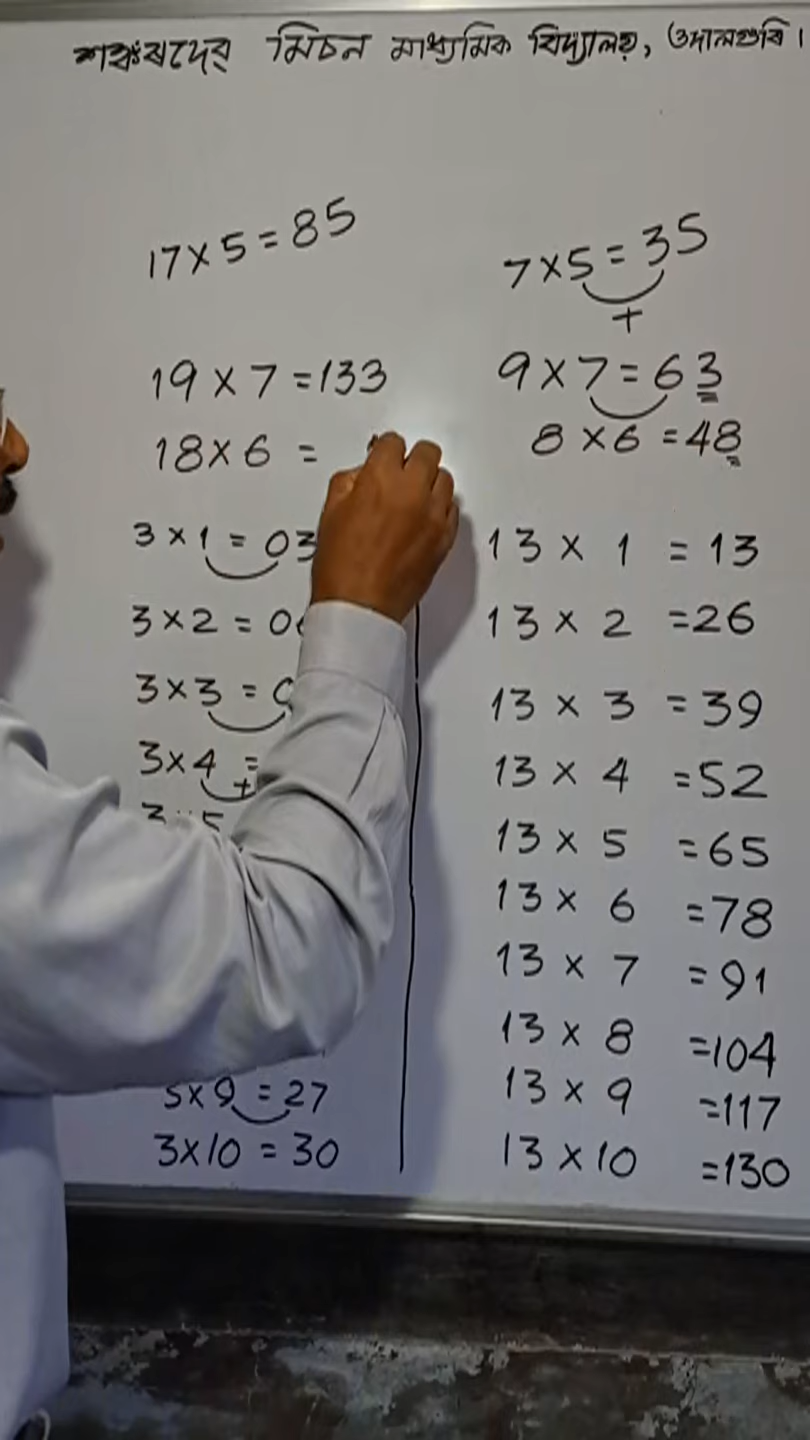 শঙ্কৰদেৱ মিচন মাধ্যমিক বিদ্যালয়, ওদালগুৰি।
17 x 5 = 85
7 x 5 = 35
+
19 x 7 = 133
9 x 7 = 63
18 x 6 =
8 x 6 = 48
3 x 1 = 03
13 x 1 = 13
3 x 2 = 0
13 x 2 = 26
3 x 3 =
13 x 3 = 39
3 x 4 =
+
13 x 4 = 52
13 x 5 = 65
13 x 6 = 78
13 x 7 = 91
13 x 8 = 104
3 x 9 = 27
13 x 9 = 117
3 x 10 = 30
13 x 10 = 130